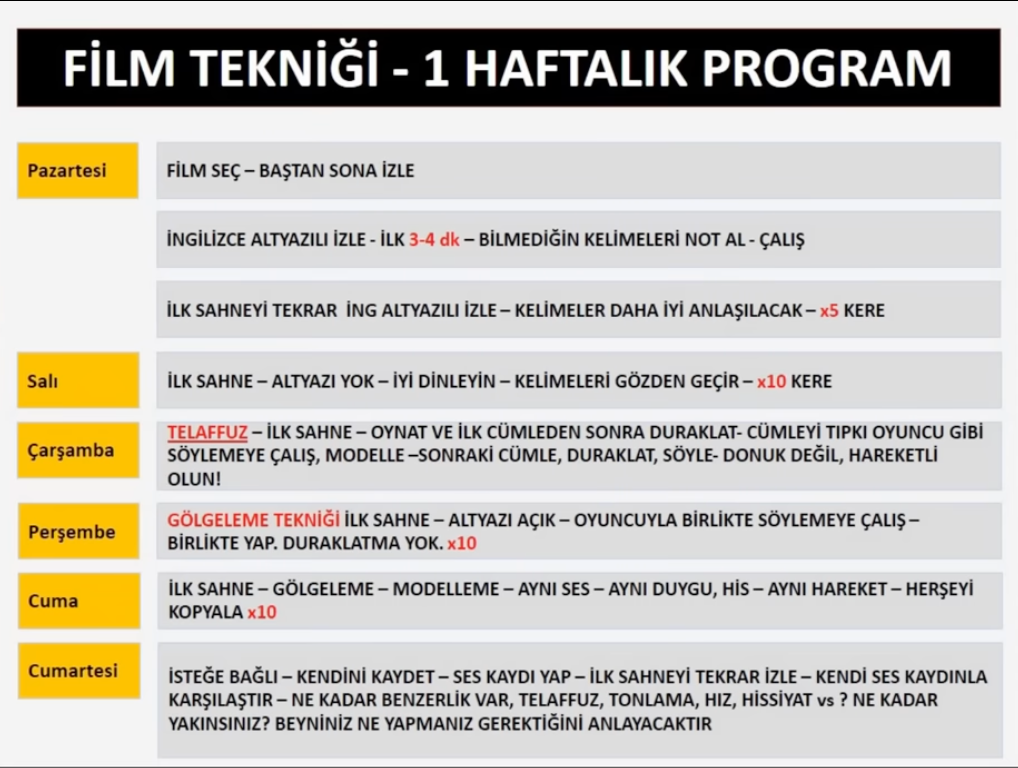 FİLM TEKNİĞİ - 1 HAFTALIK PROGRAM
Pazartesi
FİLM SEÇ – BAŞTAN SONA İZLE
İNGİLİZCE ALTYAZILI İZLE - İLK 3-4 dk – BİLMEDİĞİN KELİMELERİ NOT AL - ÇALIŞ
İLK SAHNEYİ TEKRAR İNG ALTYAZILI İZLE – KELİMELER DAHA İYİ ANLAŞILACAK – x5 KERE
Salı
İLK SAHNE – ALTYAZI YOK – İYİ DİNLEYİN – KELİMELERİ GÖZDEN GEÇİR – x10 KERE
Çarşamba
TELAFFUZ – İLK SAHNE – OYNAT VE İLK CÜMLEDEN SONRA DURAKLAT- CÜMLEYİ TIPKI OYUNCU GİBİ
SÖYLEMEYE ÇALIŞ, MODELLE –SONRAKİ CÜMLE, DURAKLAT, SÖYLE- DONUK DEĞİL, HAREKETLİ
OLUN!
Perşembe
GÖLGELEME TEKNİĞİ İLK SAHNE – ALTYAZI AÇIK – OYUNCUYLA BİRLİKTE SÖYLEMEYE ÇALIŞ –
BİRLİKTE YAP. DURAKLATMA YOK. x10
Cuma
İLK SAHNE – GÖLGELEME – MODELLEME – AYNI SES – AYNI DUYGU, HİS – AYNI HAREKET – HERŞEYİ
KOPYALA x10
Cumartesi
İSTEĞE BAĞLI – KENDİNİ KAYDET – SES KAYDI YAP – İLK SAHNEYİ TEKRAR İZLE – KENDİ SES KAYDINLA
KARŞILAŞTIR – NE KADAR BENZERLİK VAR, TELAFFUZ, TONLAMA, HIZ, HİSSİYAT vs ? NE KADAR
YAKINSINIZ? BEYNİNİZ NE YAPMANIZ GEREKTİĞİNİ ANLAYACAKTIR